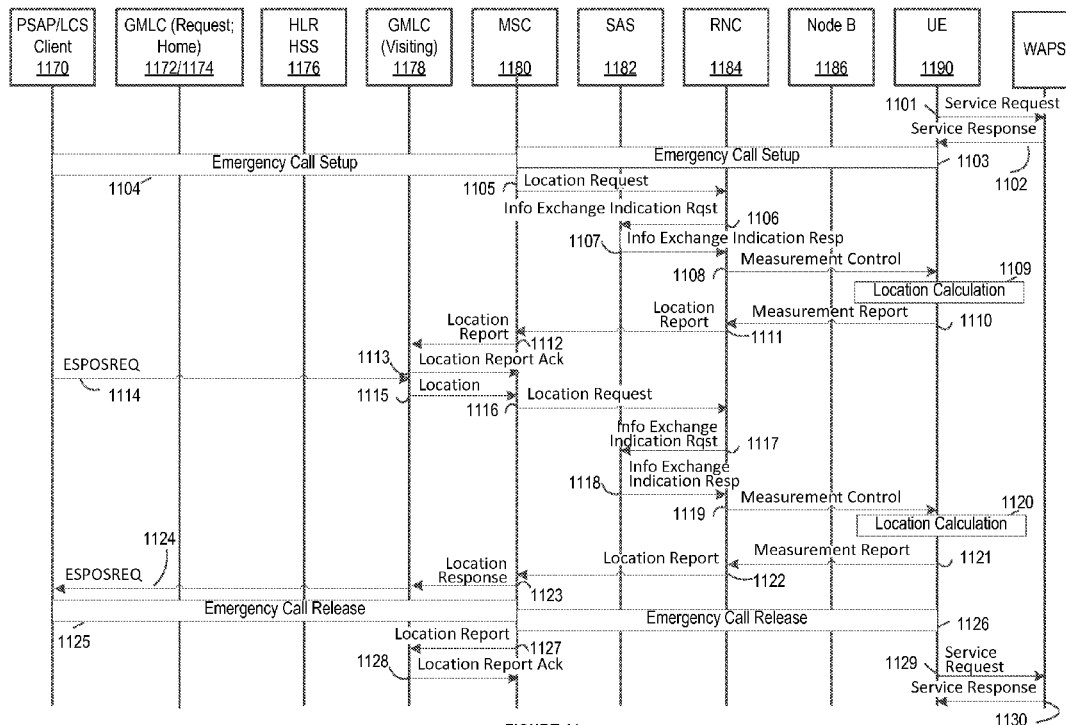 PSAP/LCS
Client
1170
GMLC (Request;
Home)
1172/1174
HLR
HSS
1176
GMLC
(Visiting)
1178
MSC
1180
SAS
1182
RNC
1184
Node B
1186
UE
1190
WAPS
1101
Service Request
Service Response
1102
Emergency Call Setup
Emergency Call Setup
1103
1104
1105
Location Request
Info Exchange Indication Rqst
1106
1107
Info Exchange Indication Resp
1108
Measurement Control
1109
Location Calculation
Measurement Report
1110
Location
Report
1111
Location
Report
1112
1113
Location Report Ack
ESPOSREQ
1114
1115
Location
1116
Location Request
Info Exchange
Indication Rqst
1117
Info Exchange
Indication Resp
1118
1119
Measurement Control
1120
Location Calculation
Measurement Report
1121
Location Report
1122
Location
Response
1123
1124
ESPOSREQ
Emergency Call Release
1125
Emergency Call Release
1126
Location Report
1127
1128
Location Report Ack
1129
Service
Request
Service Response
1130